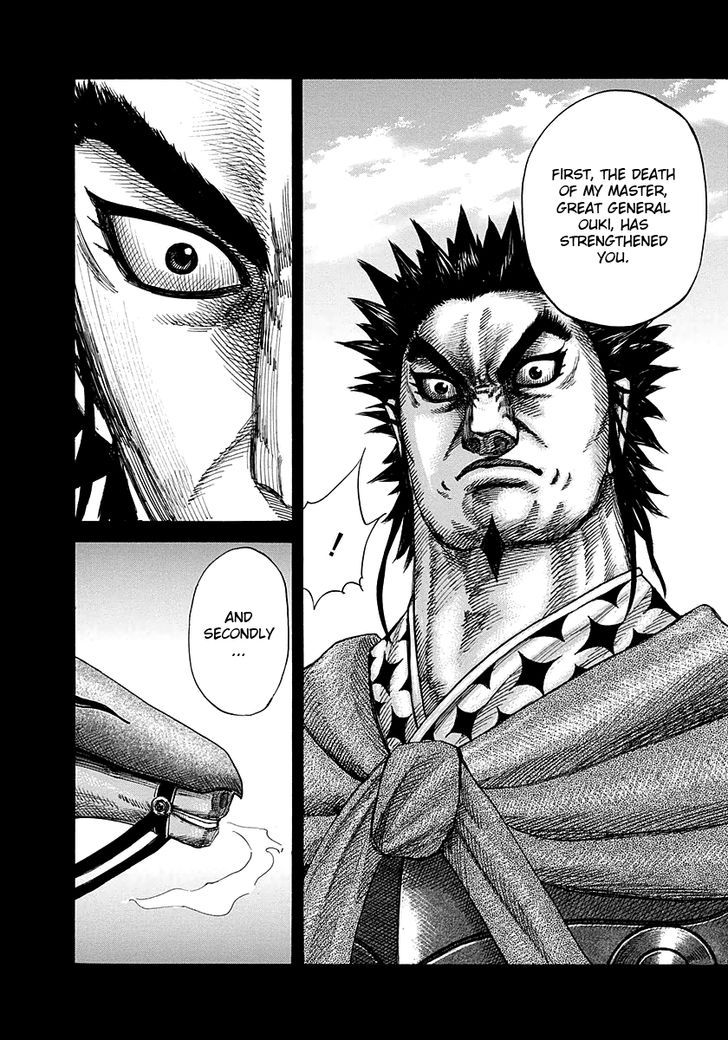 FIRST, THE DEATH
OF MY MASTER,
GREAT GENERAL
OUKI, HAS
STRENGTHENED
YOU.
!
AND
SECONDLY
...